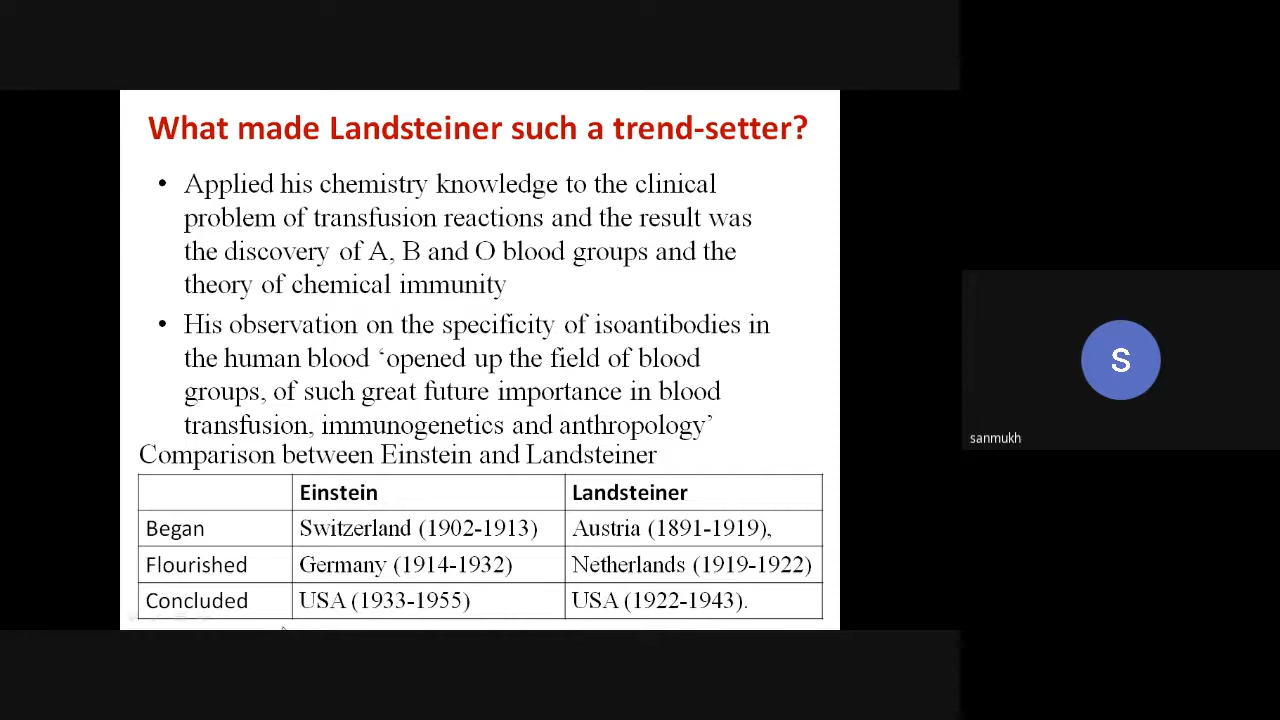 What made Landsteiner such a trend-setter?
• Applied his chemistry knowledge to the clinical
problem of transfusion reactions and the result was
the discovery of A, B and O blood groups and the
theory of chemical immunity
• His observation on the specificity of isoantibodies in
the human blood ‘opened up the field of blood
groups, of such great future importance in blood
transfusion, immunogenetics and anthropology’
Comparison between Einstein and Landsteiner
Einstein Landsteiner
Began Switzerland (1902-1913) Austria (1891-1919),
Flourished Germany (1914-1932) Netherlands (1919-1922)
Concluded USA (1933-1955) USA (1922-1943).
S
sanmukh